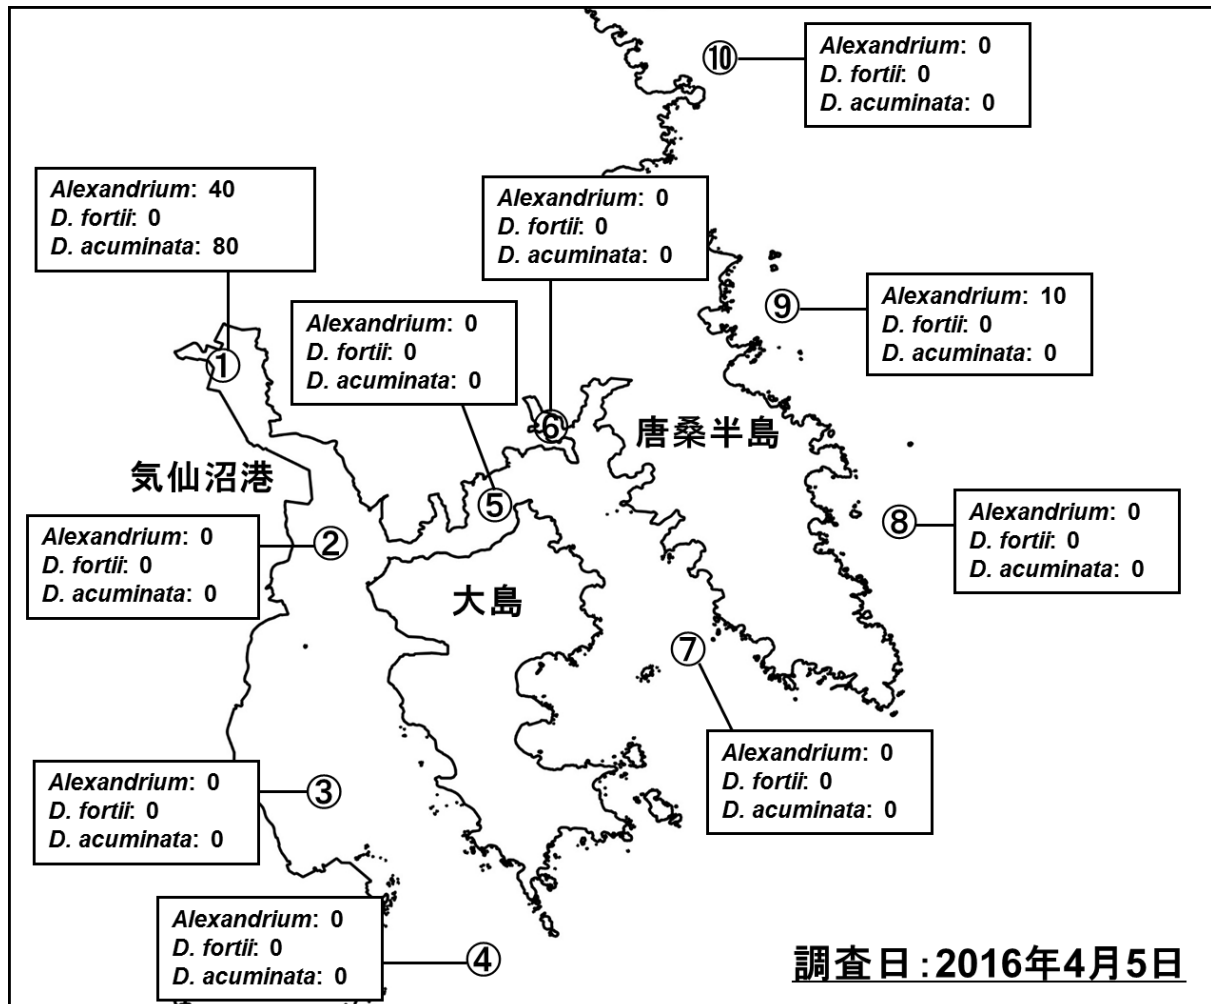 ⑩
Alexandrium: 0
D. fortii: 0
D. acuminata: 0
Alexandrium: 40
D. fortii: 0
D. acuminata: 80
①
Alexandrium: 0
D. fortii: 0
D. acuminata: 0
⑥
Alexandrium: 0
D. fortii: 0
D. acuminata: 0
⑤
⑨
Alexandrium: 10
D. fortii: 0
D. acuminata: 0
唐桑半島
気仙沼港
Alexandrium: 0
D. fortii: 0
D. acuminata: 0
②
⑧
Alexandrium: 0
D. fortii: 0
D. acuminata: 0
大島
⑦
Alexandrium: 0
D. fortii: 0
D. acuminata: 0
Alexandrium: 0
D. fortii: 0
D. acuminata: 0
③
Alexandrium: 0
D. fortii: 0
D. acuminata: 0
④
調査日:2016年4月5日